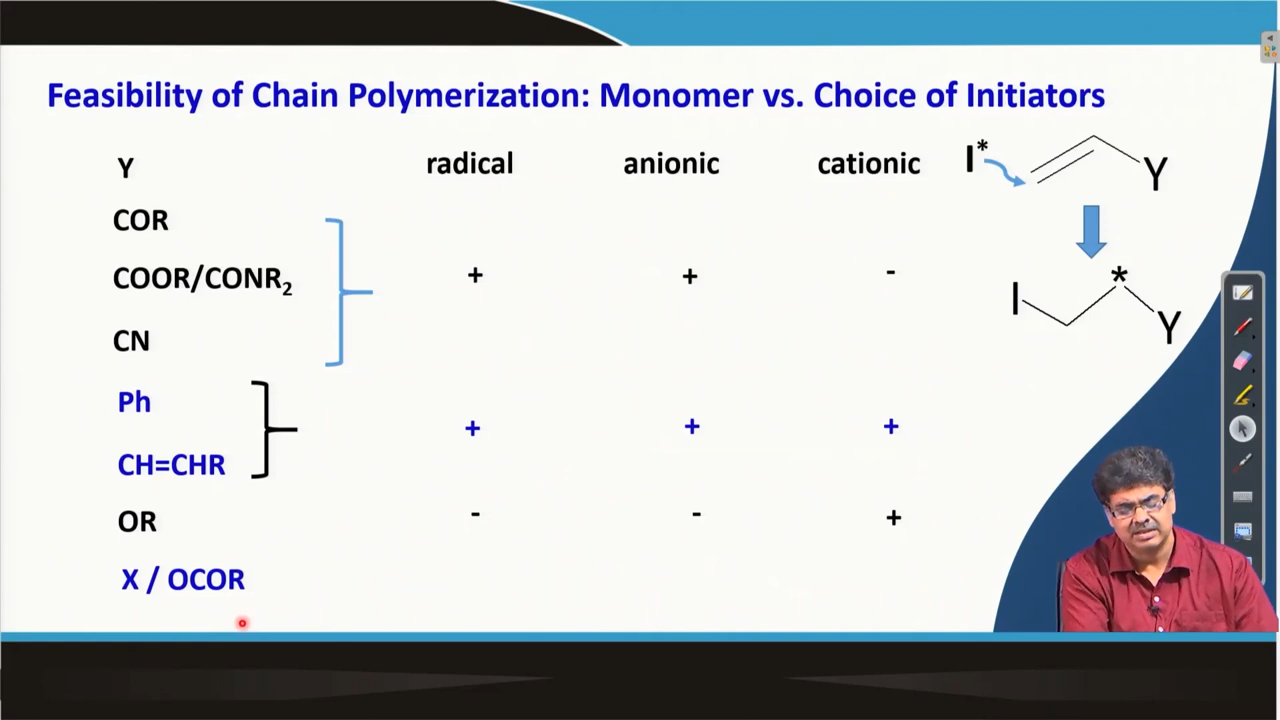 Feasibility of Chain Polymerization: Monomer vs. Choice of Initiators
Y radical anionic cationic
I* Y
COR
COOR/CONR₂ + + -
CN
I * Y
Ph
+ + +
CH=CHR
OR - - +
X / OCOR